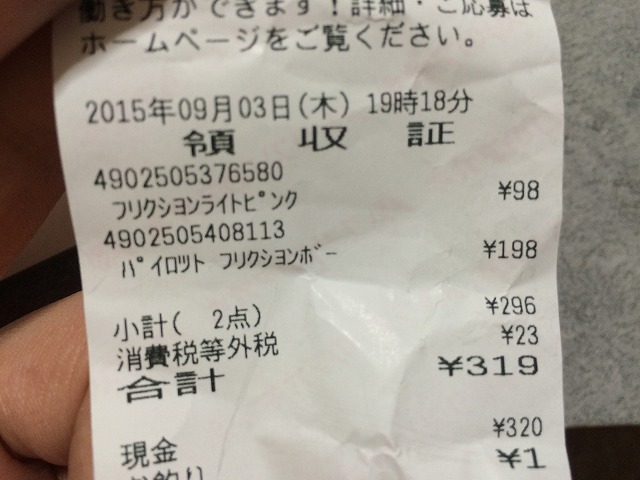 働き方ができます!詳細・ご応募は
ホームページをご覧ください。
2015年09月03日(木) 19時18分
領収証
4902505376580
フリクションライトピンク ¥98
4902505408113
パイロット フリクションボー ¥198
小計( 2点) ¥296
消費税等外税 ¥23
合計 ¥319
現金 ¥320
お釣り ¥1